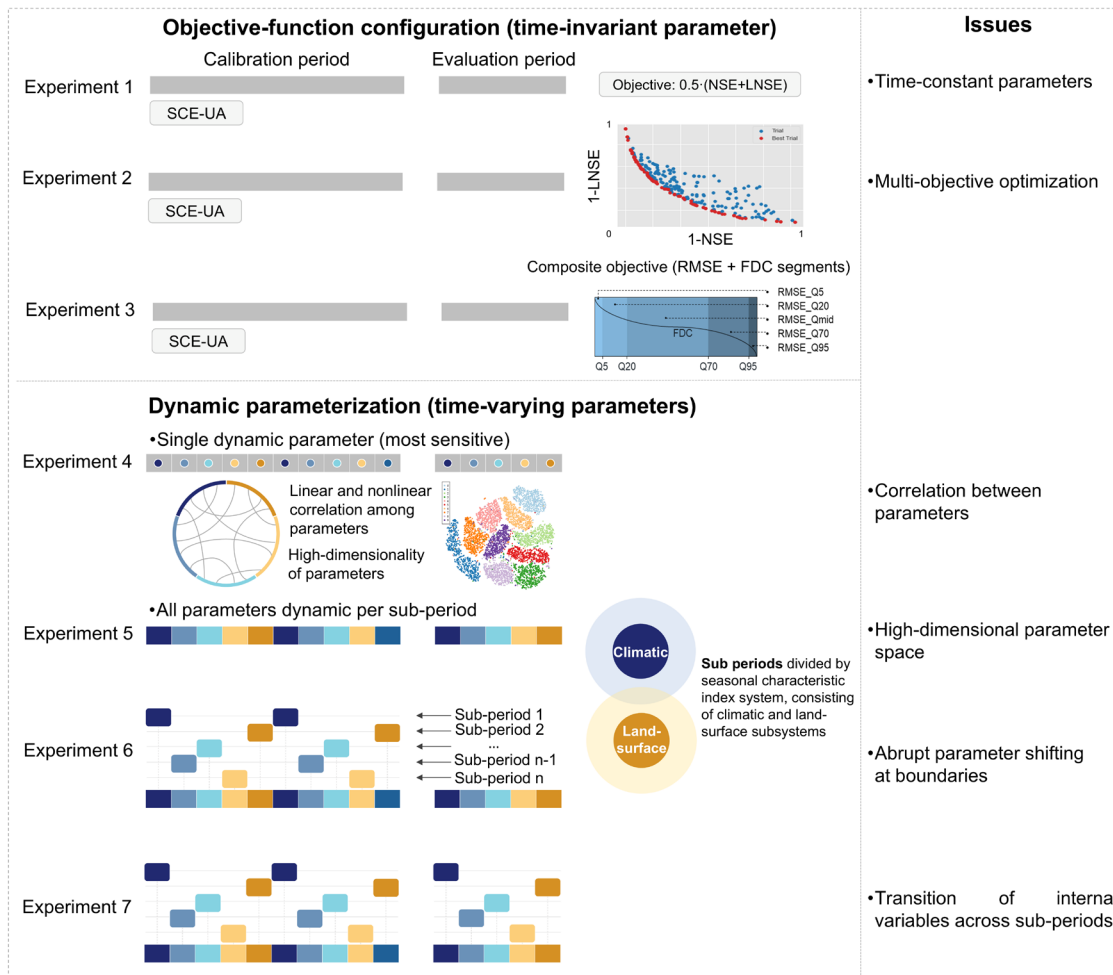 Objective-function configuration (time-invariant parameter)
Issues
Calibration period
Evaluation period
Experiment 1
Objective: 0.5·(NSE+LNSE)
•Time-constant parameters
SCE-UA
1
Trial
Best Trial
1-LNSE
Experiment 2
•Multi-objective optimization
SCE-UA
0
1
1-NSE
Composite objective (RMSE + FDC segments)
Experiment 3
RMSE_Q5
RMSE_Q20
RMSE_Qmid
RMSE_Q70
RMSE_Q95
FDC
SCE-UA
Q5
Q20
Q70
Q95
Dynamic parameterization (time-varying parameters)
•Single dynamic parameter (most sensitive)
Experiment 4
Linear and nonlinear
correlation among
parameters
High-dimensionality
of parameters
•Correlation between
parameters
•All parameters dynamic per sub-period
Experiment 5
•High-dimensional parameter
space
Climatic
Land-
surface
Sub periods divided by
seasonal characteristic
index system, consisting
of climatic and land-
surface subsystems
Experiment 6
Sub-period 1
Sub-period 2
...
Sub-period n-1
Sub-period n
•Abrupt parameter shifting
at boundaries
Experiment 7
•Transition of interna
variables across sub-periods